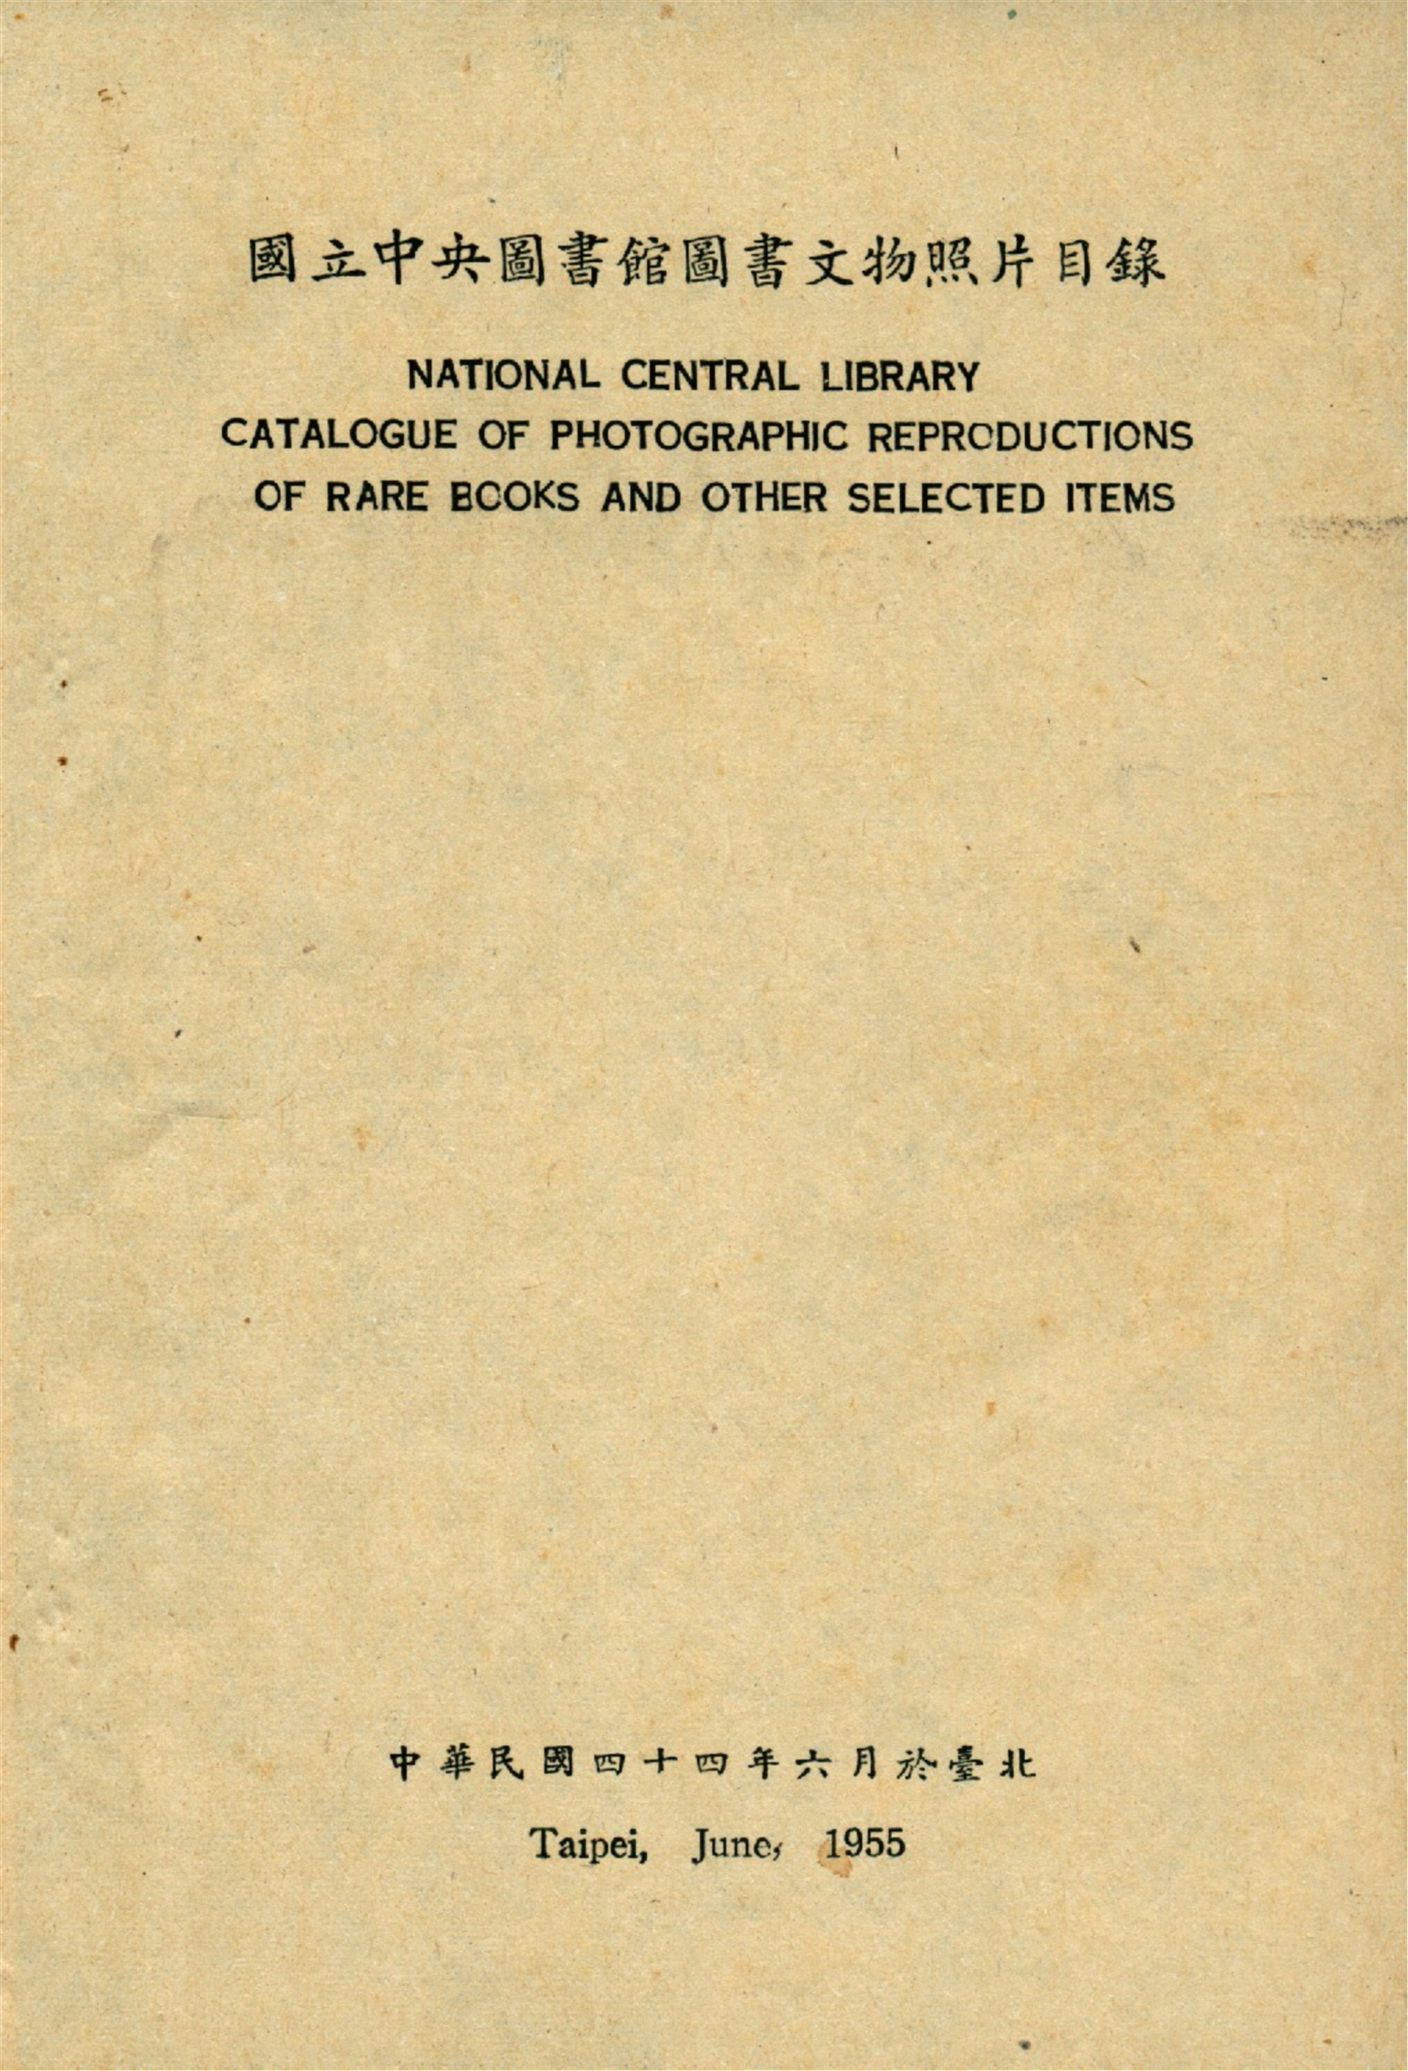 國立中央圖書館圖書文物照片目錄
NATIONAL CENTRAL LIBRARY
CATALOGUE OF PHOTOGRAPHIC REPRODUCTIONS
OF RARE BOOKS AND OTHER SELECTED ITEMS
中華民國四十四年六月於臺北
Taipei, June, 1955